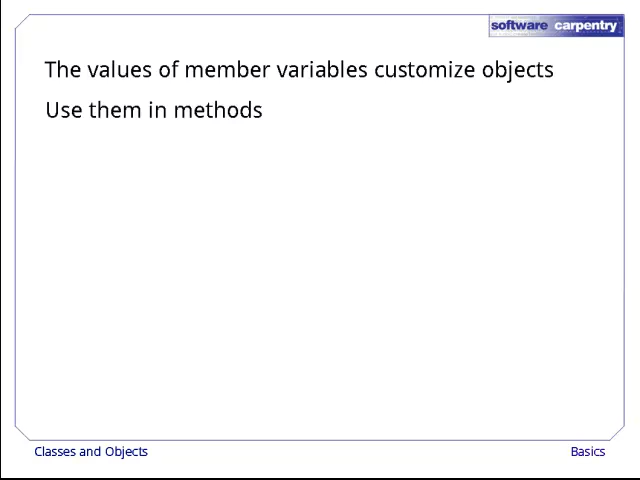 software carpentry
The values of member variables customize objects
Use them in methods
Classes and Objects
Basics